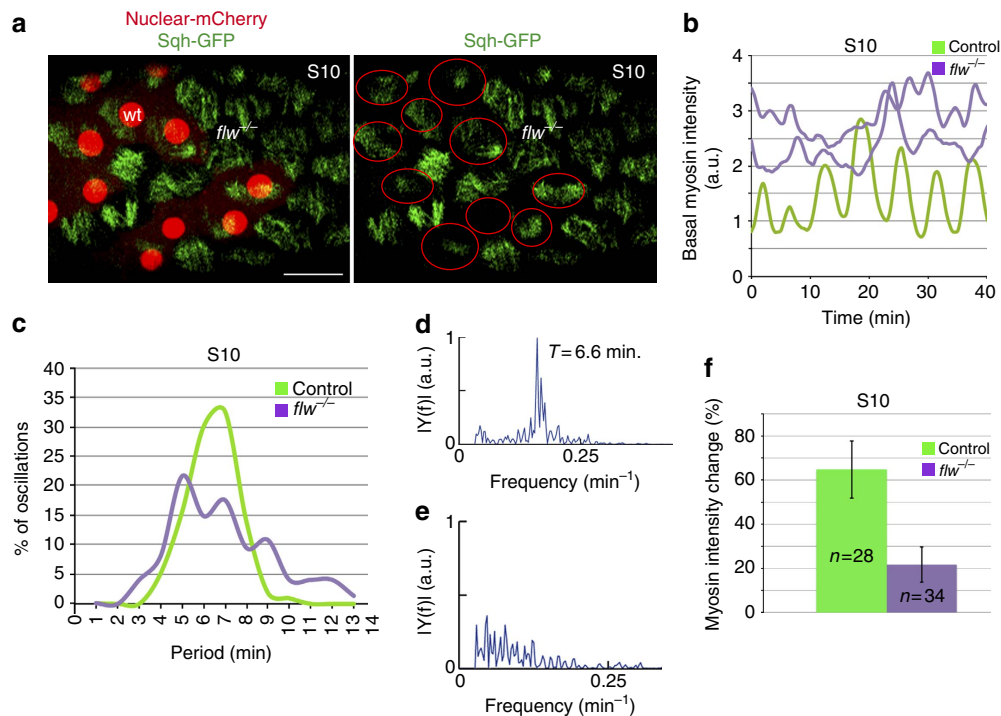 a
Nuclear-mCherry
Sqh-GFP
Sqh-GFP
S10
S10
wt
flw–/–
flw–/–
b
S10
Control
flw–/–
Basal myosin intensity
(a.u.)
4
3
2
1
0
0 10 20 30 40
Time (min)
c
S10
Control
flw–/–
% of oscillations
40
35
30
25
20
15
10
5
0
0 1 2 3 4 5 6 7 8 9 10 11 12 13 14
Period (min)
d
|Y(f)| (a.u.)
1
T = 6.6 min.
0 0.25
Frequency (min–1)
e
|Y(f)| (a.u.)
1
0 0.25
Frequency (min–1)
f
S10
Control
flw–/–
Myosin intensity change (%)
80
60
40
20
0
n=28
n=34